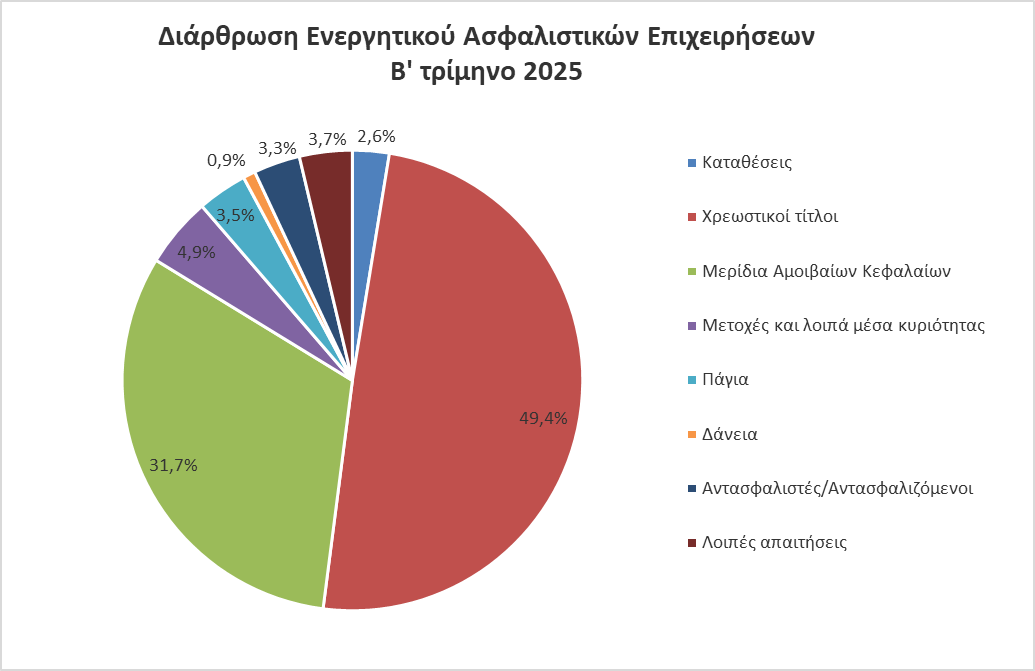 Διάρθρωση Ενεργητικού Ασφαλιστικών Επιχειρήσεων
Β' τρίμηνο 2025
2,6%
49,4%
31,7%
4,9%
3,5%
0,9%
3,3%
3,7%
Καταθέσεις
Χρεωστικοί τίτλοι
Μερίδια Αμοιβαίων Κεφαλαίων
Μετοχές και λοιπά μέσα κυριότητας
Πάγια
Δάνεια
Αντασφαλιστές/Αντασφαλιζόμενοι
Λοιπές απαιτήσεις